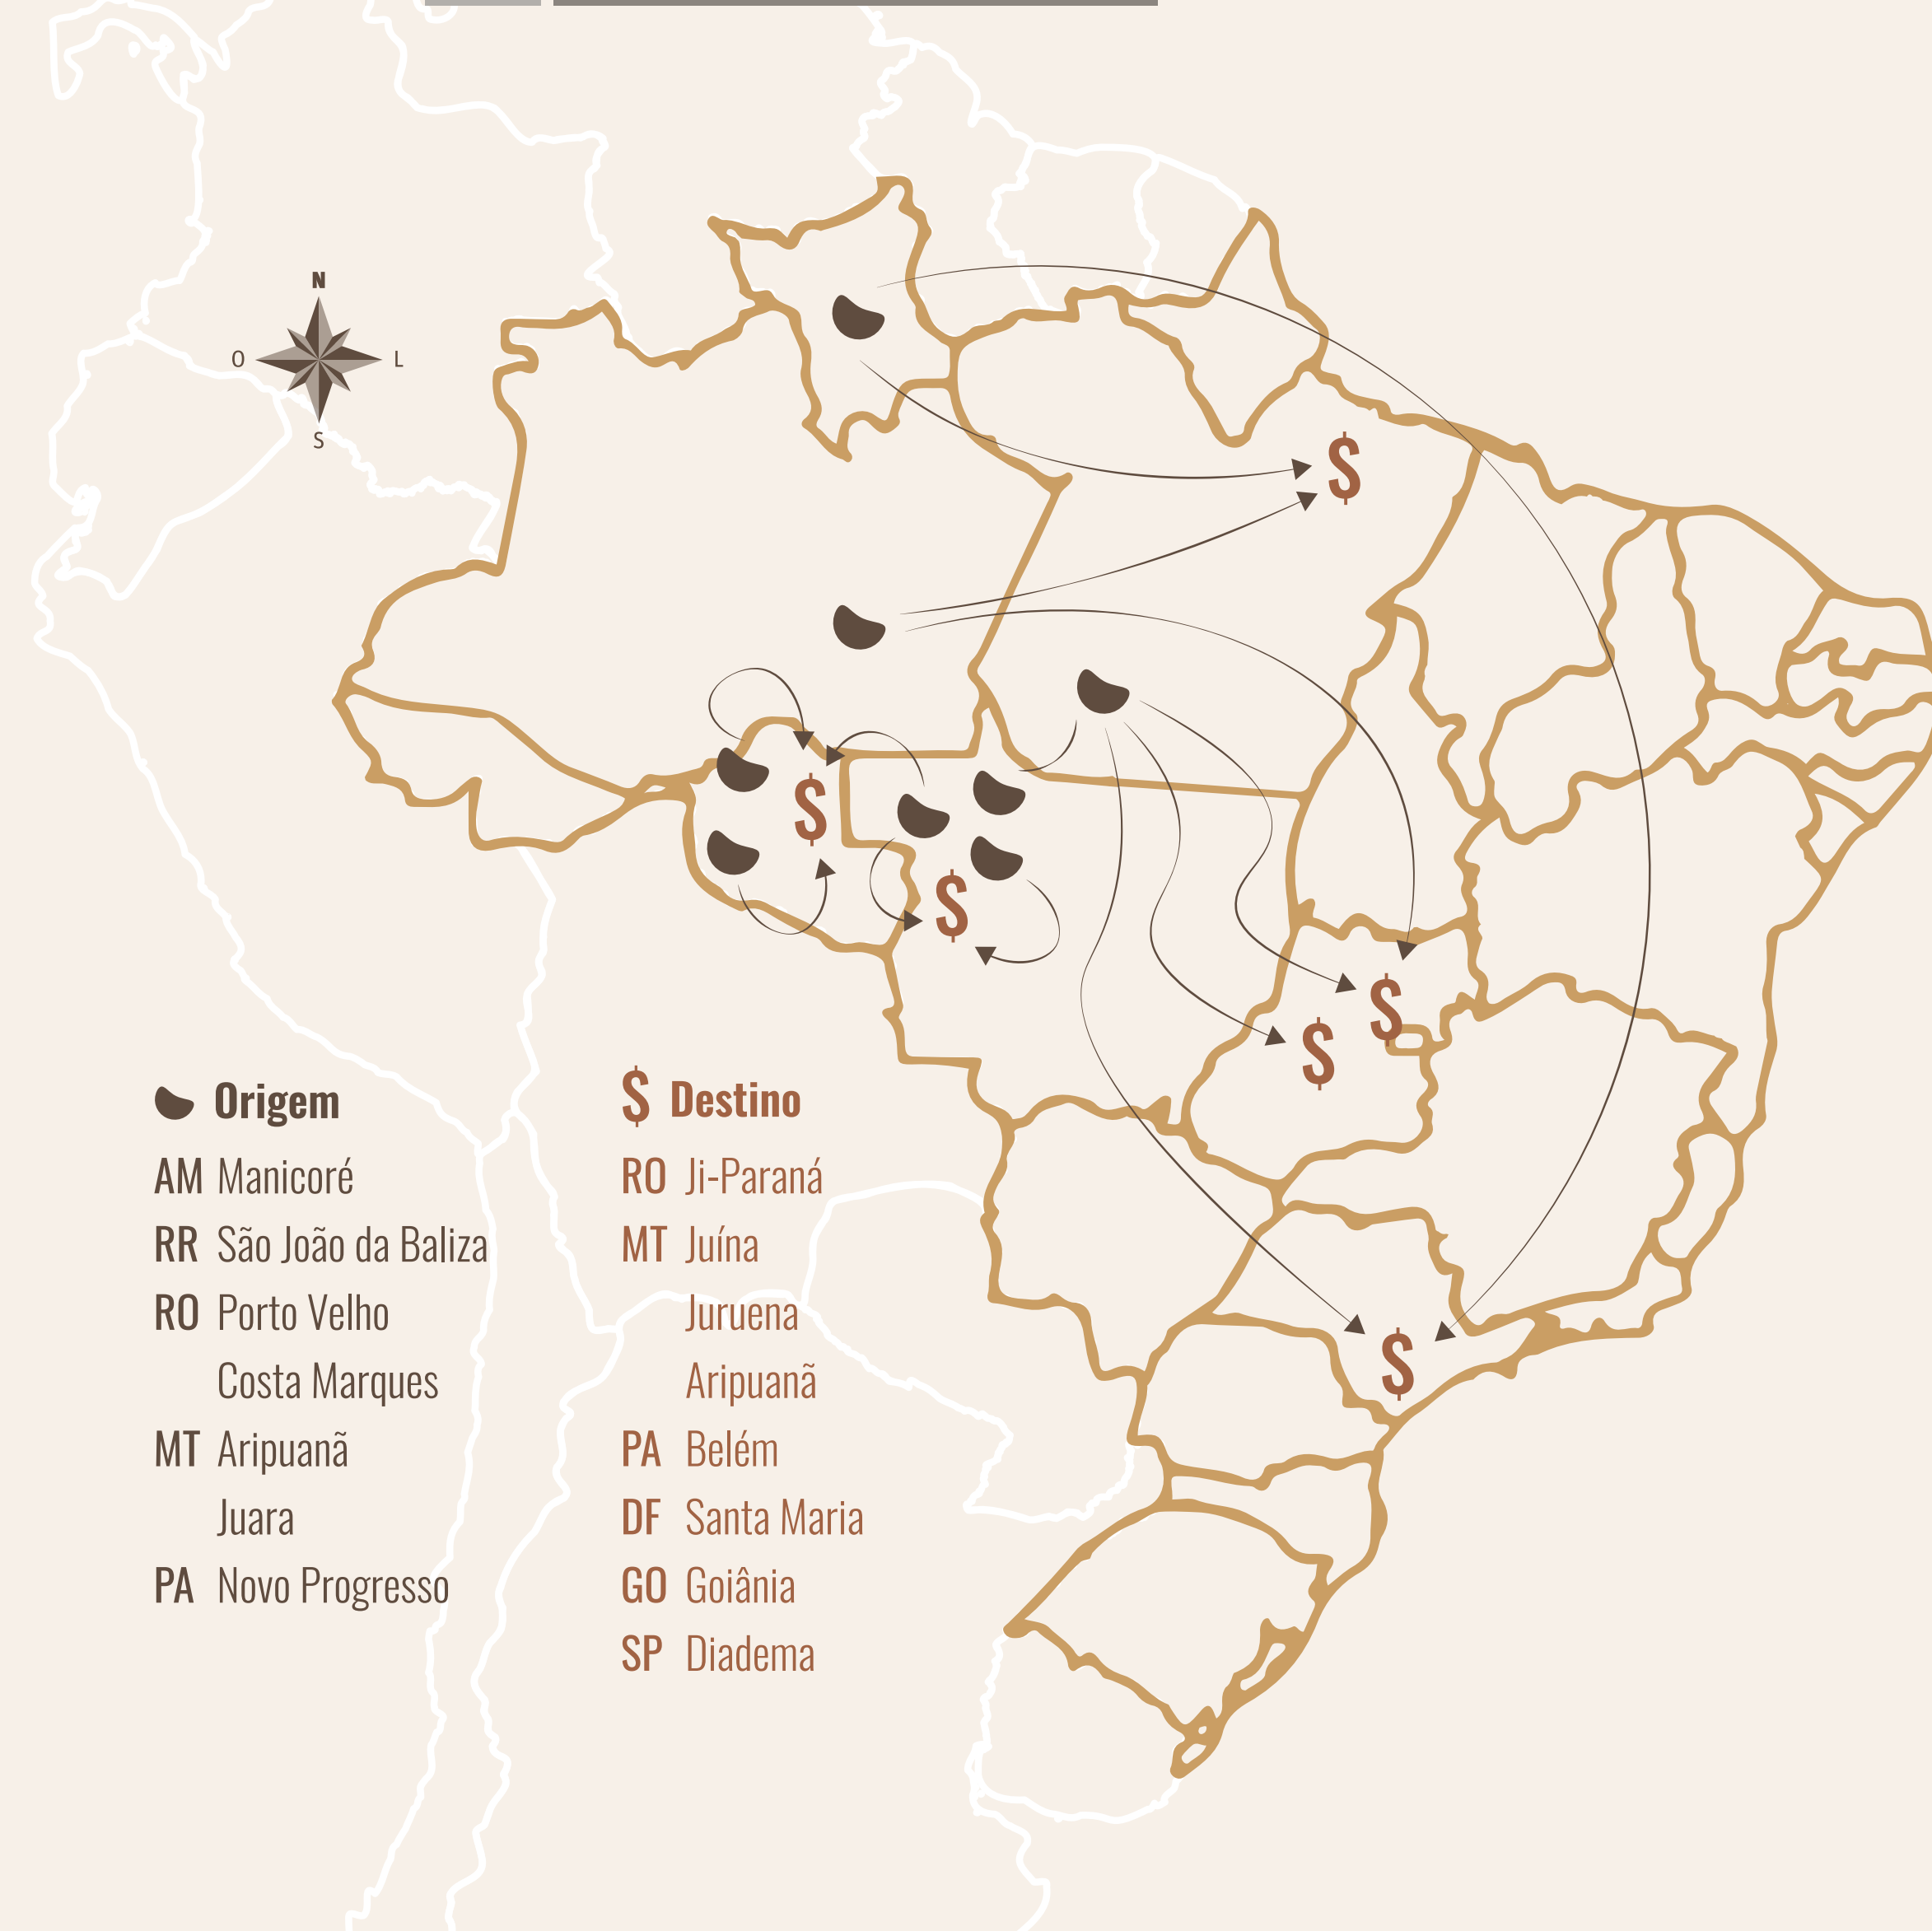 N
O L
S
$
$
$
$
$
$
Origem
AM Manicoré
RR São João da Baliza
RO Porto Velho
Costa Marques
MT Aripuanã
Juara
PA Novo Progresso
$ Destino
RO Ji-Paraná
MT Juína
Juruena
Aripuanã
PA Belém
DF Santa Maria
GO Goiânia
SP Diadema